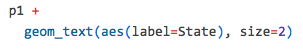 p1 +
  geom_text(aes(label=State), size=2)